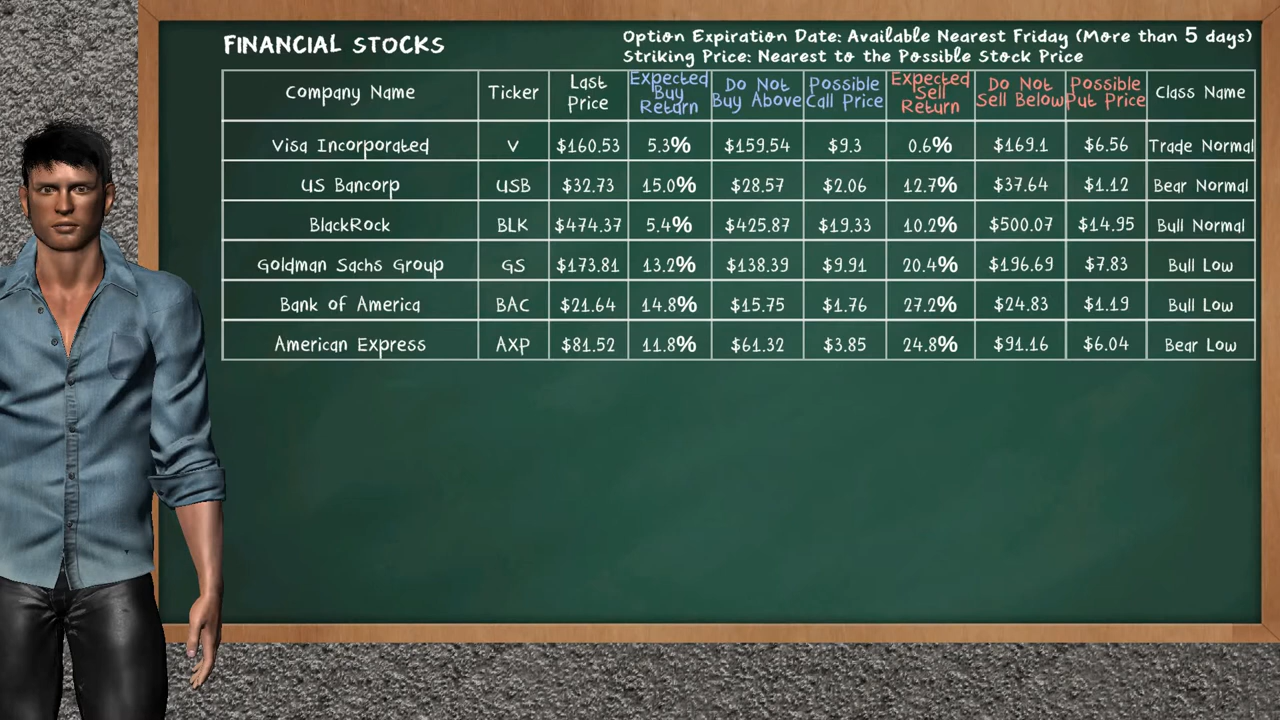 FINANCIAL STOCKS
Option Expiration Date: Available Nearest Friday (More than 5 days)
Striking Price: Nearest to the Possible Stock Price
Company Name Ticker Last Price Expected Buy Return Do Not Buy Above Possible Call Price Expected Sell Return Do Not Sell Below Possible Put Price Class Name
Visa Incorporated V $160.53 5.3% $159.54 $9.3 0.6% $169.1 $6.56 Trade Normal
US Bancorp USB $32.73 15.0% $28.57 $2.06 12.7% $37.64 $1.12 Bear Normal
BlackRock BLK $474.37 5.4% $425.87 $19.33 10.2% $500.07 $14.95 Bull Normal
Goldman Sachs Group GS $173.81 13.2% $138.39 $9.91 20.4% $196.69 $7.83 Bull Low
Bank of America BAC $21.64 14.8% $15.75 $1.76 27.2% $24.83 $1.19 Bull Low
American Express AXP $81.52 11.8% $61.32 $3.85 24.8% $91.16 $6.04 Bear Low